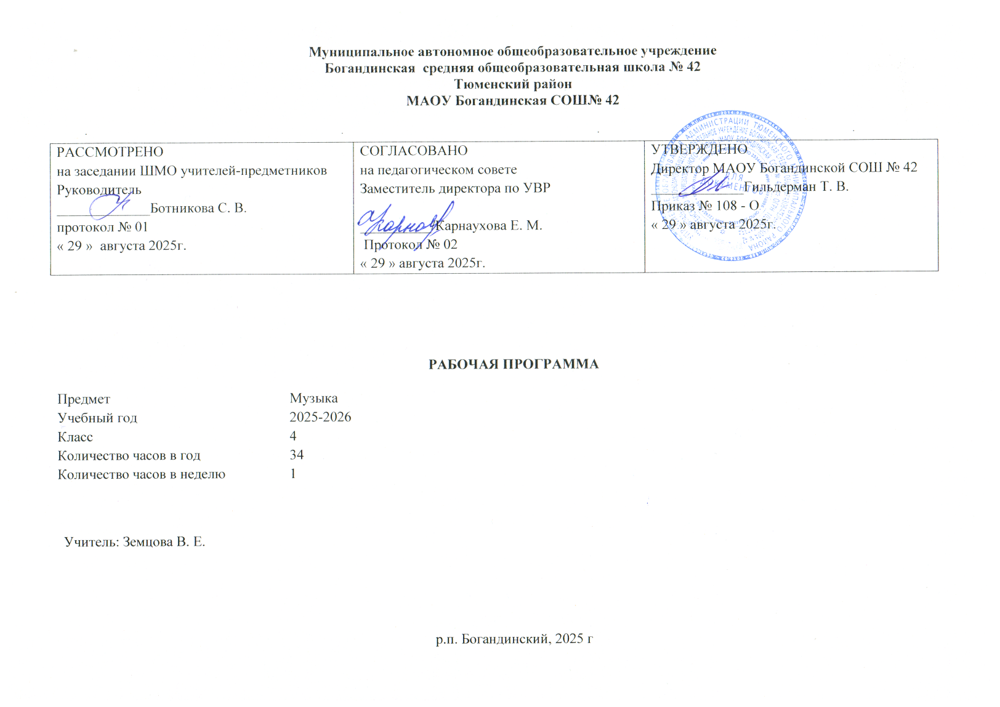 Муниципальное автономное общеобразовательное учреждение
Богандинская  средняя общеобразовательная школа № 42
Тюменский район
МАОУ Богандинская СОШ№ 42
РАССМОТРЕНО
на заседании ШМО учителей-предметников
Руководитель
_____________Ботникова С. В.
протокол № 01
« 29 »  августа 2025г.
СОГЛАСОВАНО
на педагогическом совете
Заместитель директора по УВР
Карнаухова Е. М.
Протокол № 02
« 29 » августа 2025г.
УТВЕРЖДЕНО
Директор МАОУ Богандинской СОШ № 42
_____________Гильдерман Т. В.
Приказ № 108 - О
« 29 » августа 2025г.
ДЛЯ
ДОКУМЕНТОВ
РАБОЧАЯ ПРОГРАММА
Предмет Музыка
Учебный год 2025-2026
Класс 4
Количество часов в год 34
Количество часов в неделю 1
Учитель: Земцова В. Е.
р.п. Богандинский, 2025 г